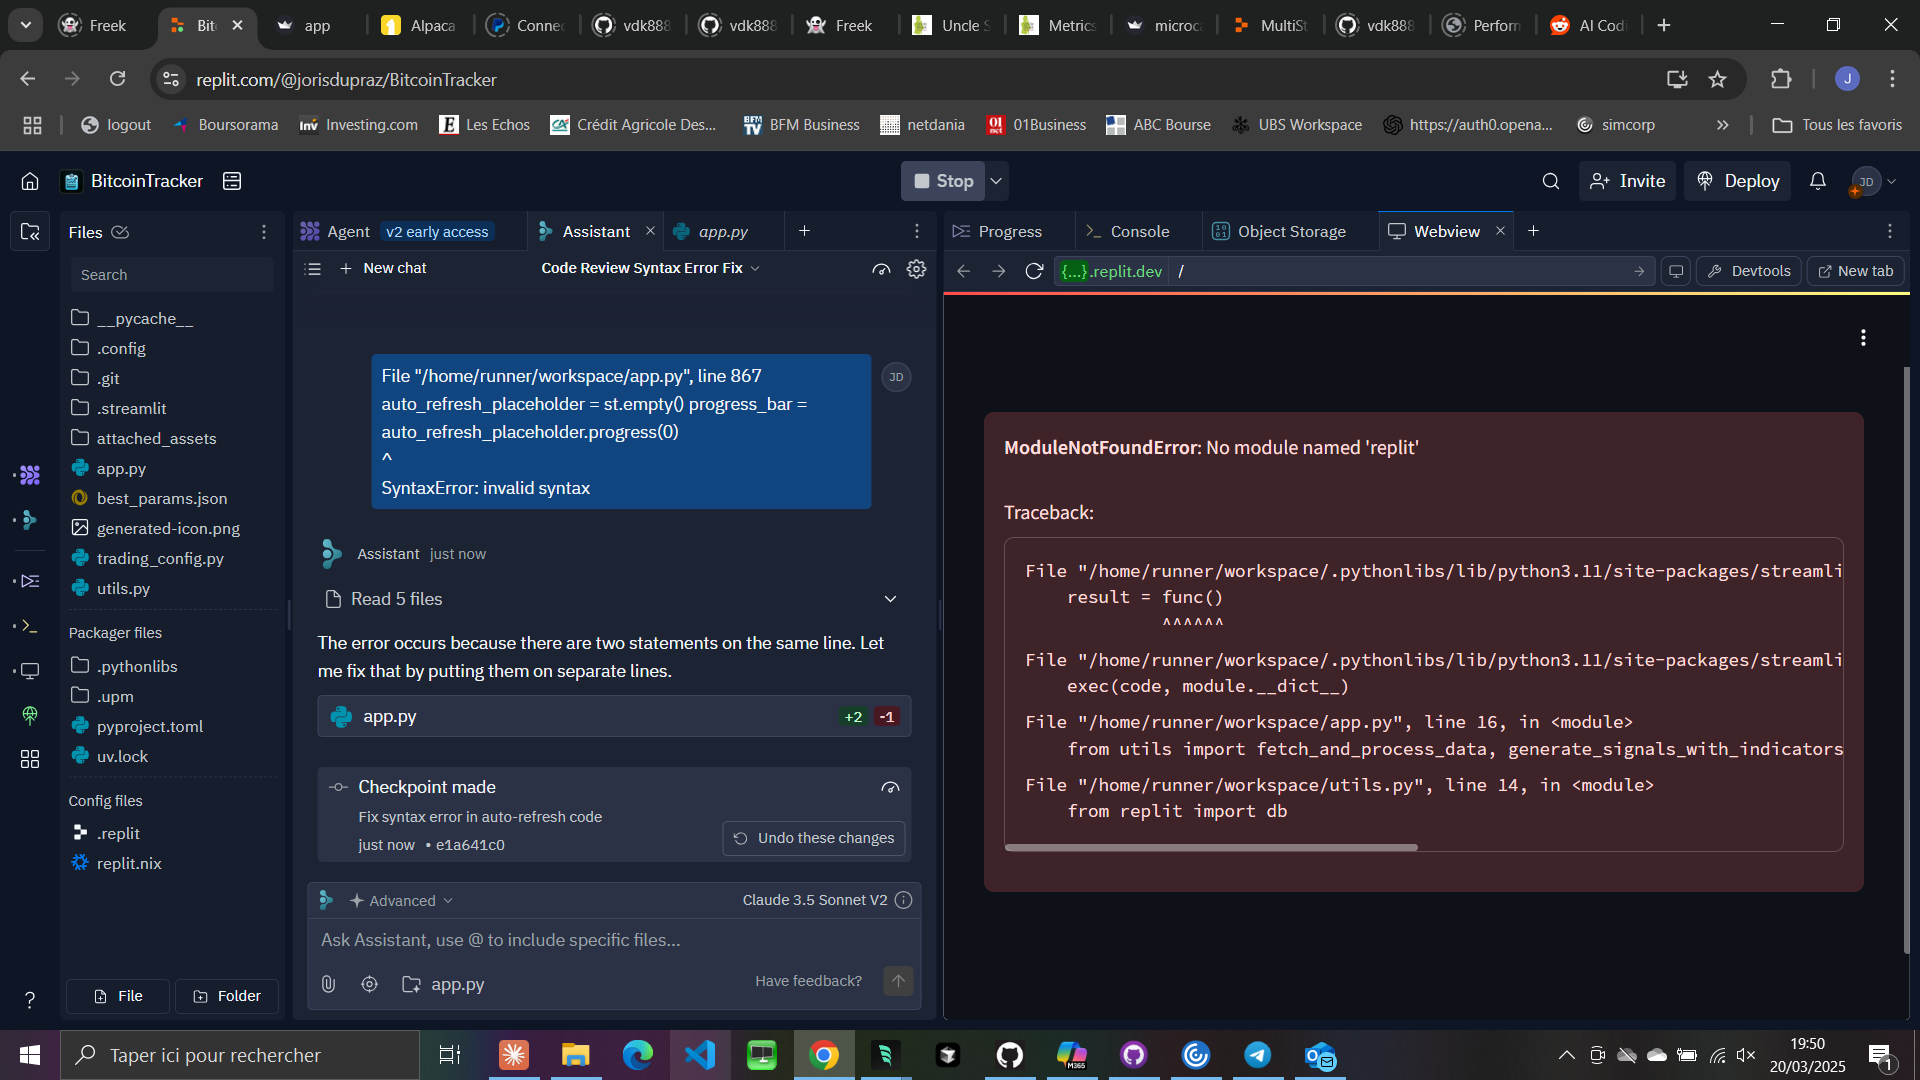 Freek
Bit
app
Alpaca
Connec
vdk888
vdk888
Freek
Uncle S
Metrics
microca
MultiSt
vdk888
Perform
AI Codi
replit.com/@jorisdupraz/BitcoinTracker
J
logout
Boursorama
Investing.com
Les Echos
Crédit Agricole Des...
BFM Business
netdania
01Business
ABC Bourse
UBS Workspace
https://auth0.opena...
simcorp
Tous les favoris
BitcoinTracker
Stop
Invite
Deploy
JD
Files
Search
__pycache__
.config
.git
.streamlit
attached_assets
app.py
best_params.json
generated-icon.png
trading_config.py
utils.py
Packager files
.pythonlibs
.upm
pyproject.toml
uv.lock
Config files
.replit
replit.nix
File
Folder
Agent v2 early access
Assistant
app.py
New chat
Code Review Syntax Error Fix
File "/home/runner/workspace/app.py", line 867
auto_refresh_placeholder = st.empty() progress_bar =
auto_refresh_placeholder.progress(0)
^
SyntaxError: invalid syntax
JD
Assistant just now
Read 5 files
The error occurs because there are two statements on the same line. Let
me fix that by putting them on separate lines.
app.py +2 -1
Checkpoint made
Fix syntax error in auto-refresh code
just now • e1a641c0
Undo these changes
Advanced
Claude 3.5 Sonnet V2
Ask Assistant, use @ to include specific files...
app.py
Have feedback?
Progress
Console
Object Storage
Webview
{...}.replit.dev /
Devtools
New tab
ModuleNotFoundError: No module named 'replit'
Traceback:
File "/home/runner/workspace/.pythonlibs/lib/python3.11/site-packages/streamli
result = func()
^^^^^^
File "/home/runner/workspace/.pythonlibs/lib/python3.11/site-packages/streamli
exec(code, module.__dict__)
File "/home/runner/workspace/app.py", line 16, in <module>
from utils import fetch_and_process_data, generate_signals_with_indicators
File "/home/runner/workspace/utils.py", line 14, in <module>
from replit import db
?
Taper ici pour rechercher
M365
19:50
20/03/2025
1